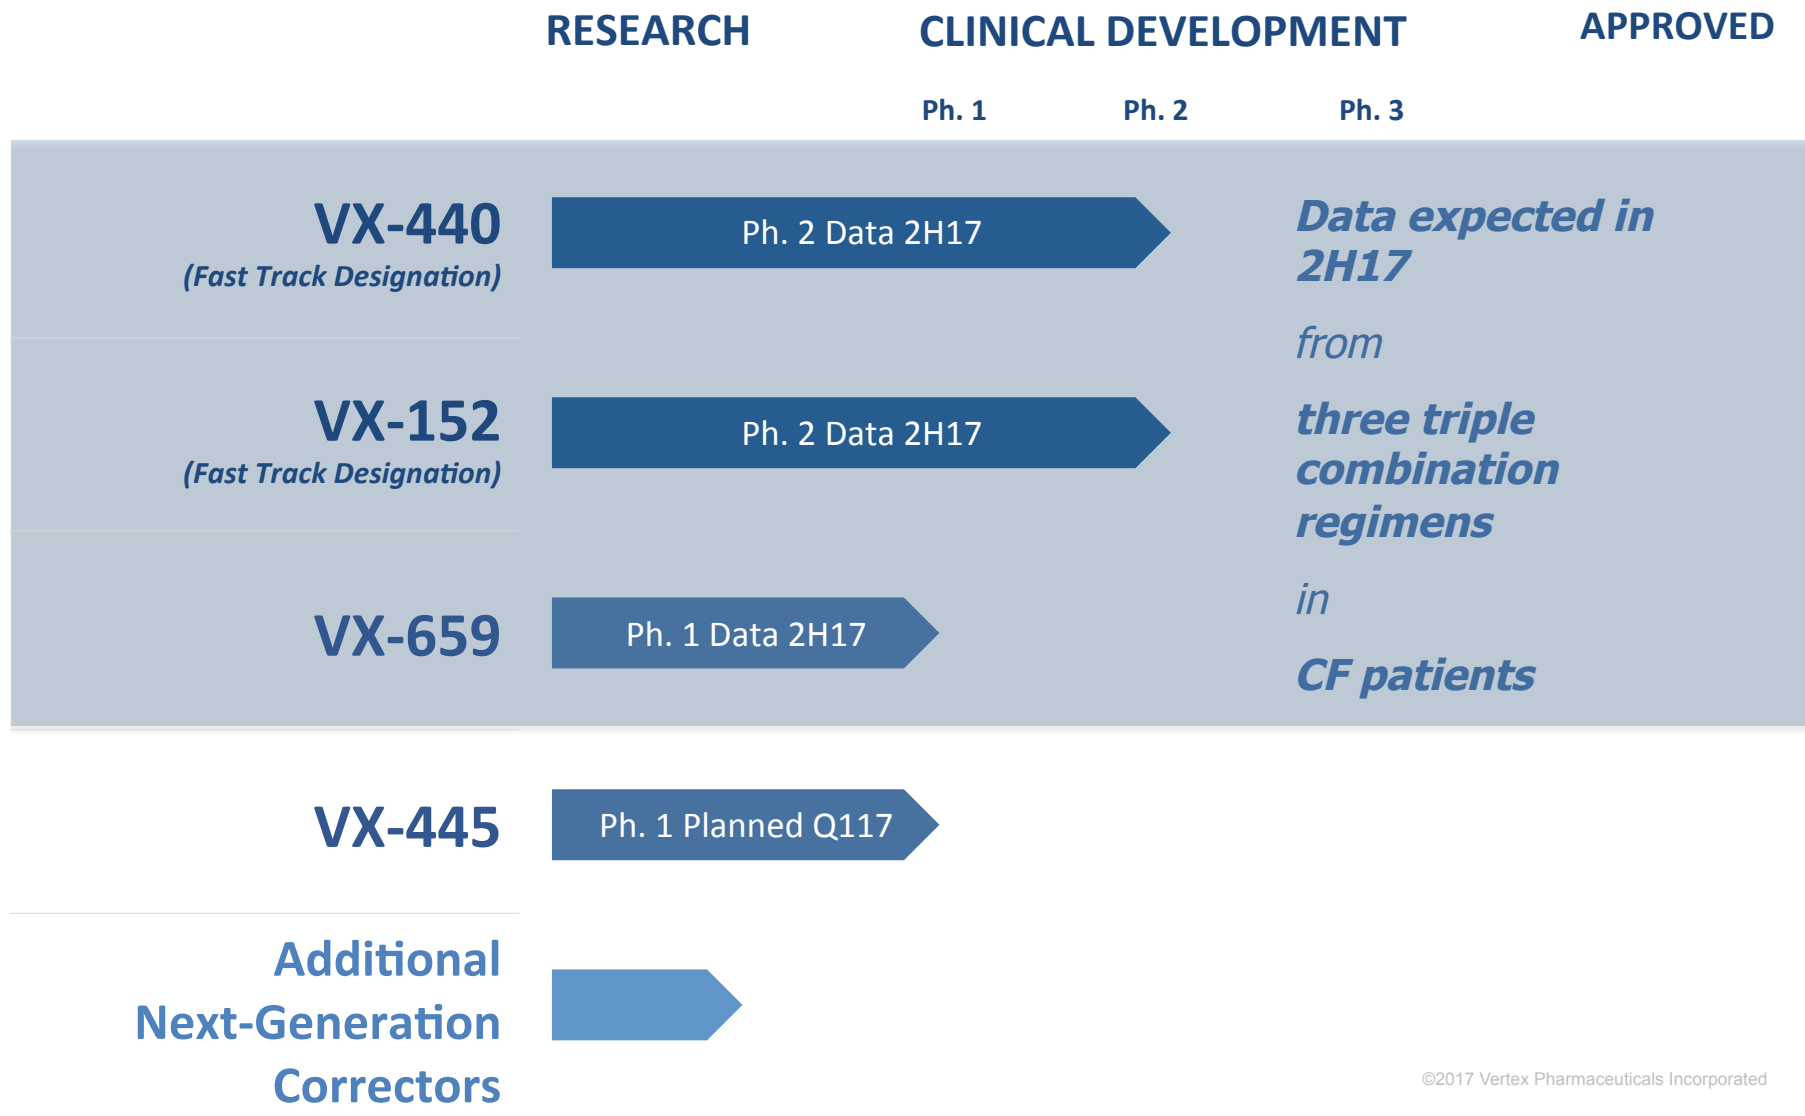 RESEARCH
CLINICAL DEVELOPMENT
APPROVED
Ph. 1
Ph. 2
Ph. 3
VX-440
(Fast Track Designation)
Ph. 2 Data 2H17
VX-152
(Fast Track Designation)
Ph. 2 Data 2H17
VX-659
Ph. 1 Data 2H17
Data expected in
2H17
from
three triple
combination
regimens
in
CF patients
VX-445
Ph. 1 Planned Q117
Additional
Next-Generation
Correctors
©2017 Vertex Pharmaceuticals Incorporated